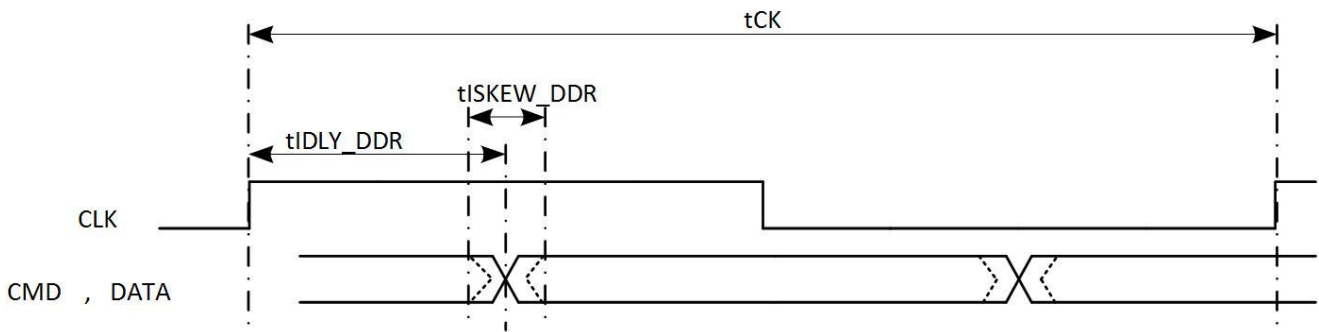 tCK
tISKEW_DDR
tIDLY_DDR
CLK
CMD , DATA